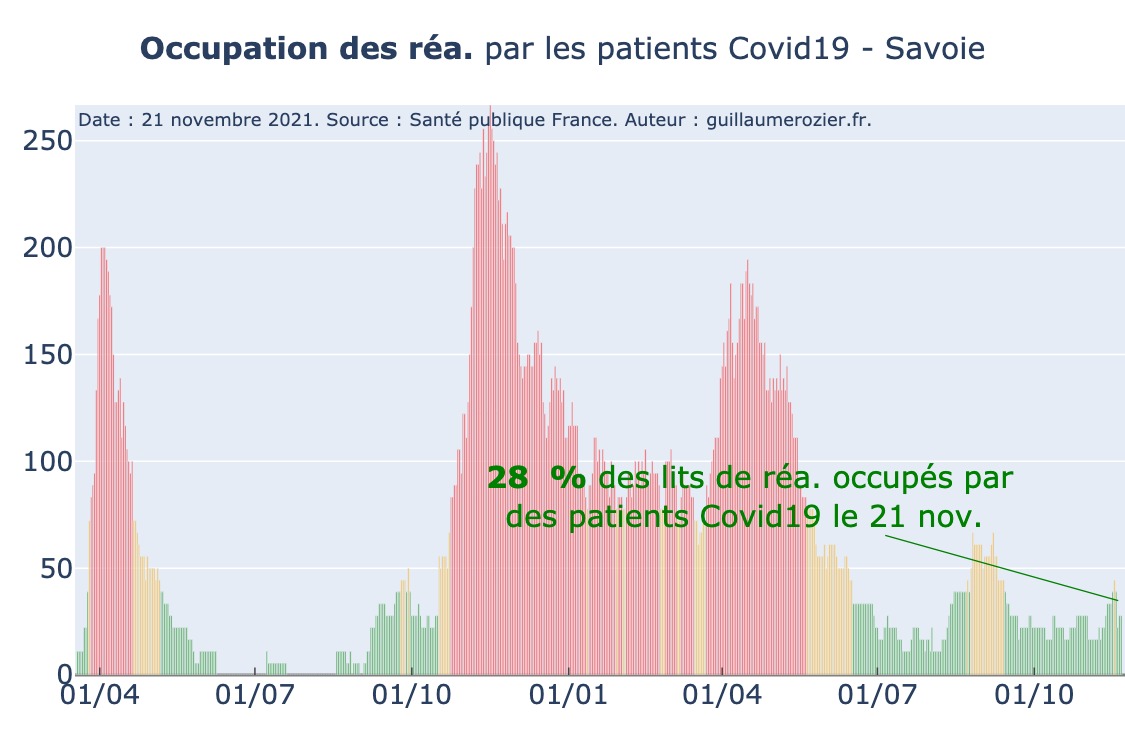 Occupation des réa. par les patients Covid19 - Savoie
Date : 21 novembre 2021. Source : Santé publique France. Auteur : guillaumerozier.fr.
250
200
150
100
28 % des lits de réa. occupés par
des patients Covid19 le 21 nov.
50
0
01/04 01/07 01/10 01/01 01/04 01/07 01/10